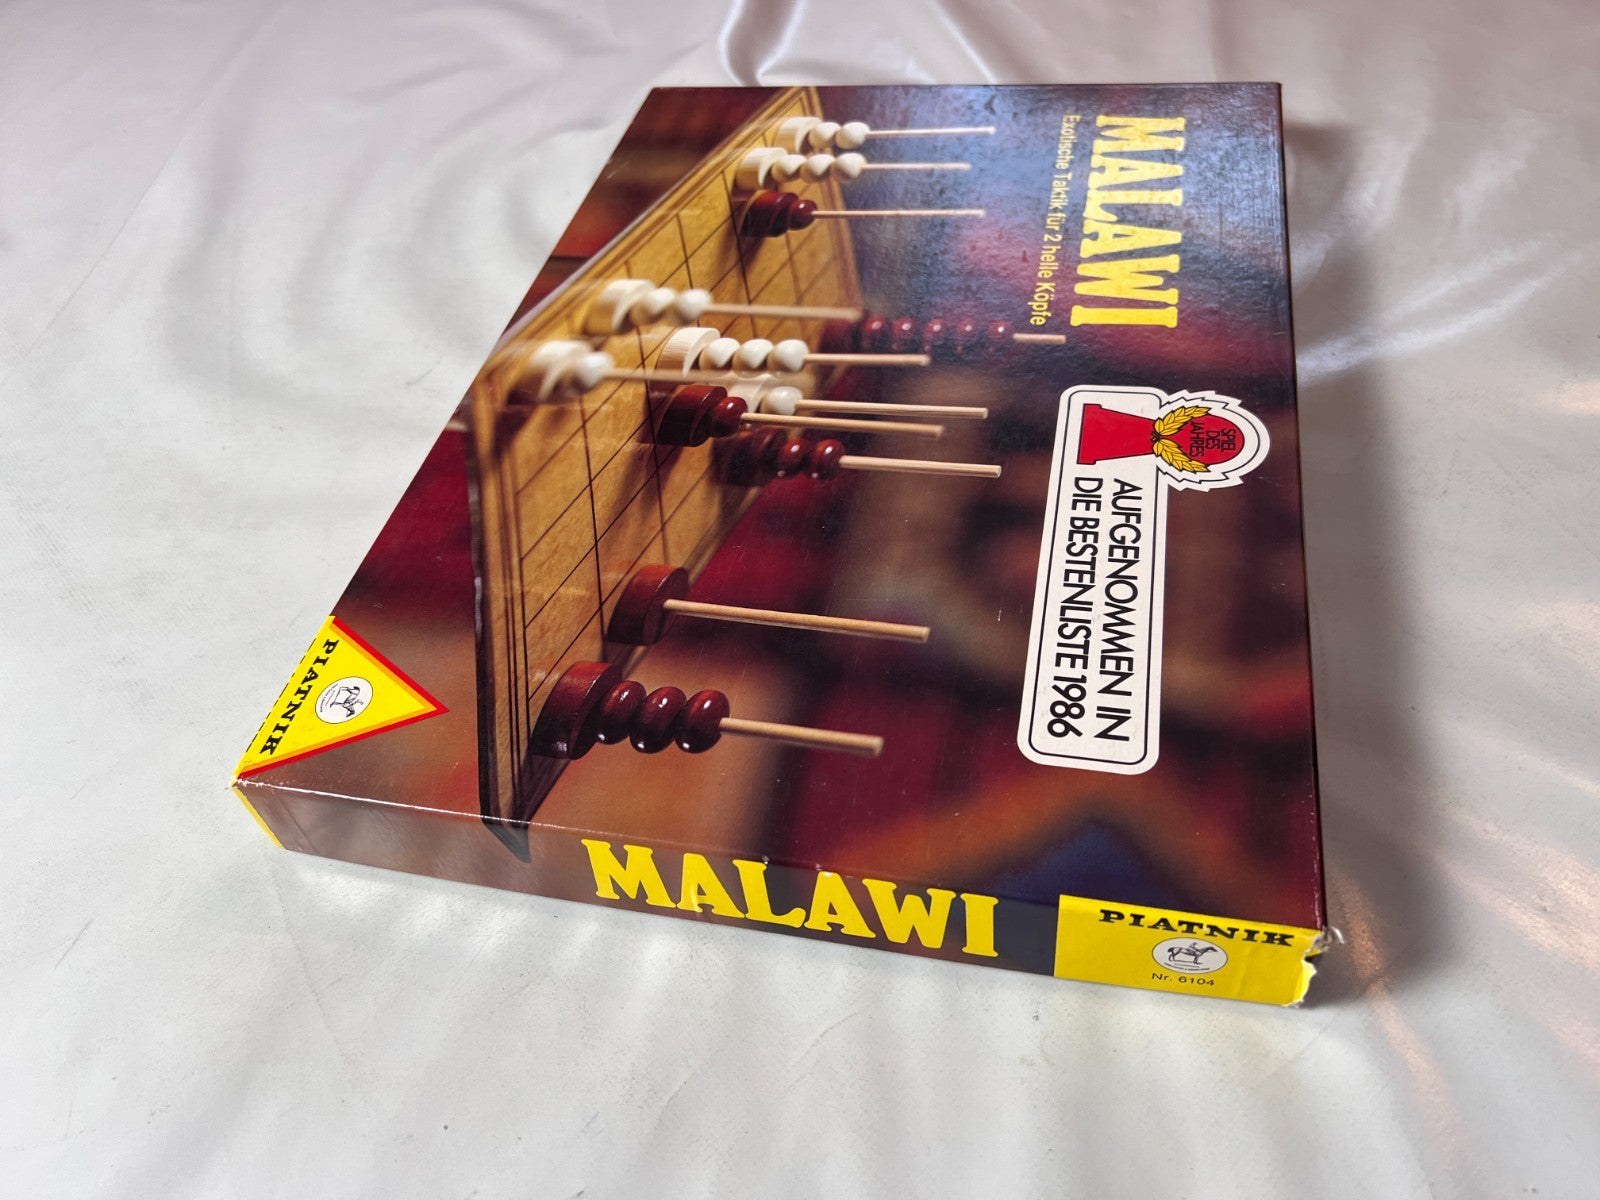 MALAWI
Exotische Taktik für 2 helle Köpfe
SPIEL
DES
JAHRES
AUFGENOMMEN IN
DIE BESTENLISTE 1986
PIATNIK
MALAWI
PIATNIK
Nr. 6104